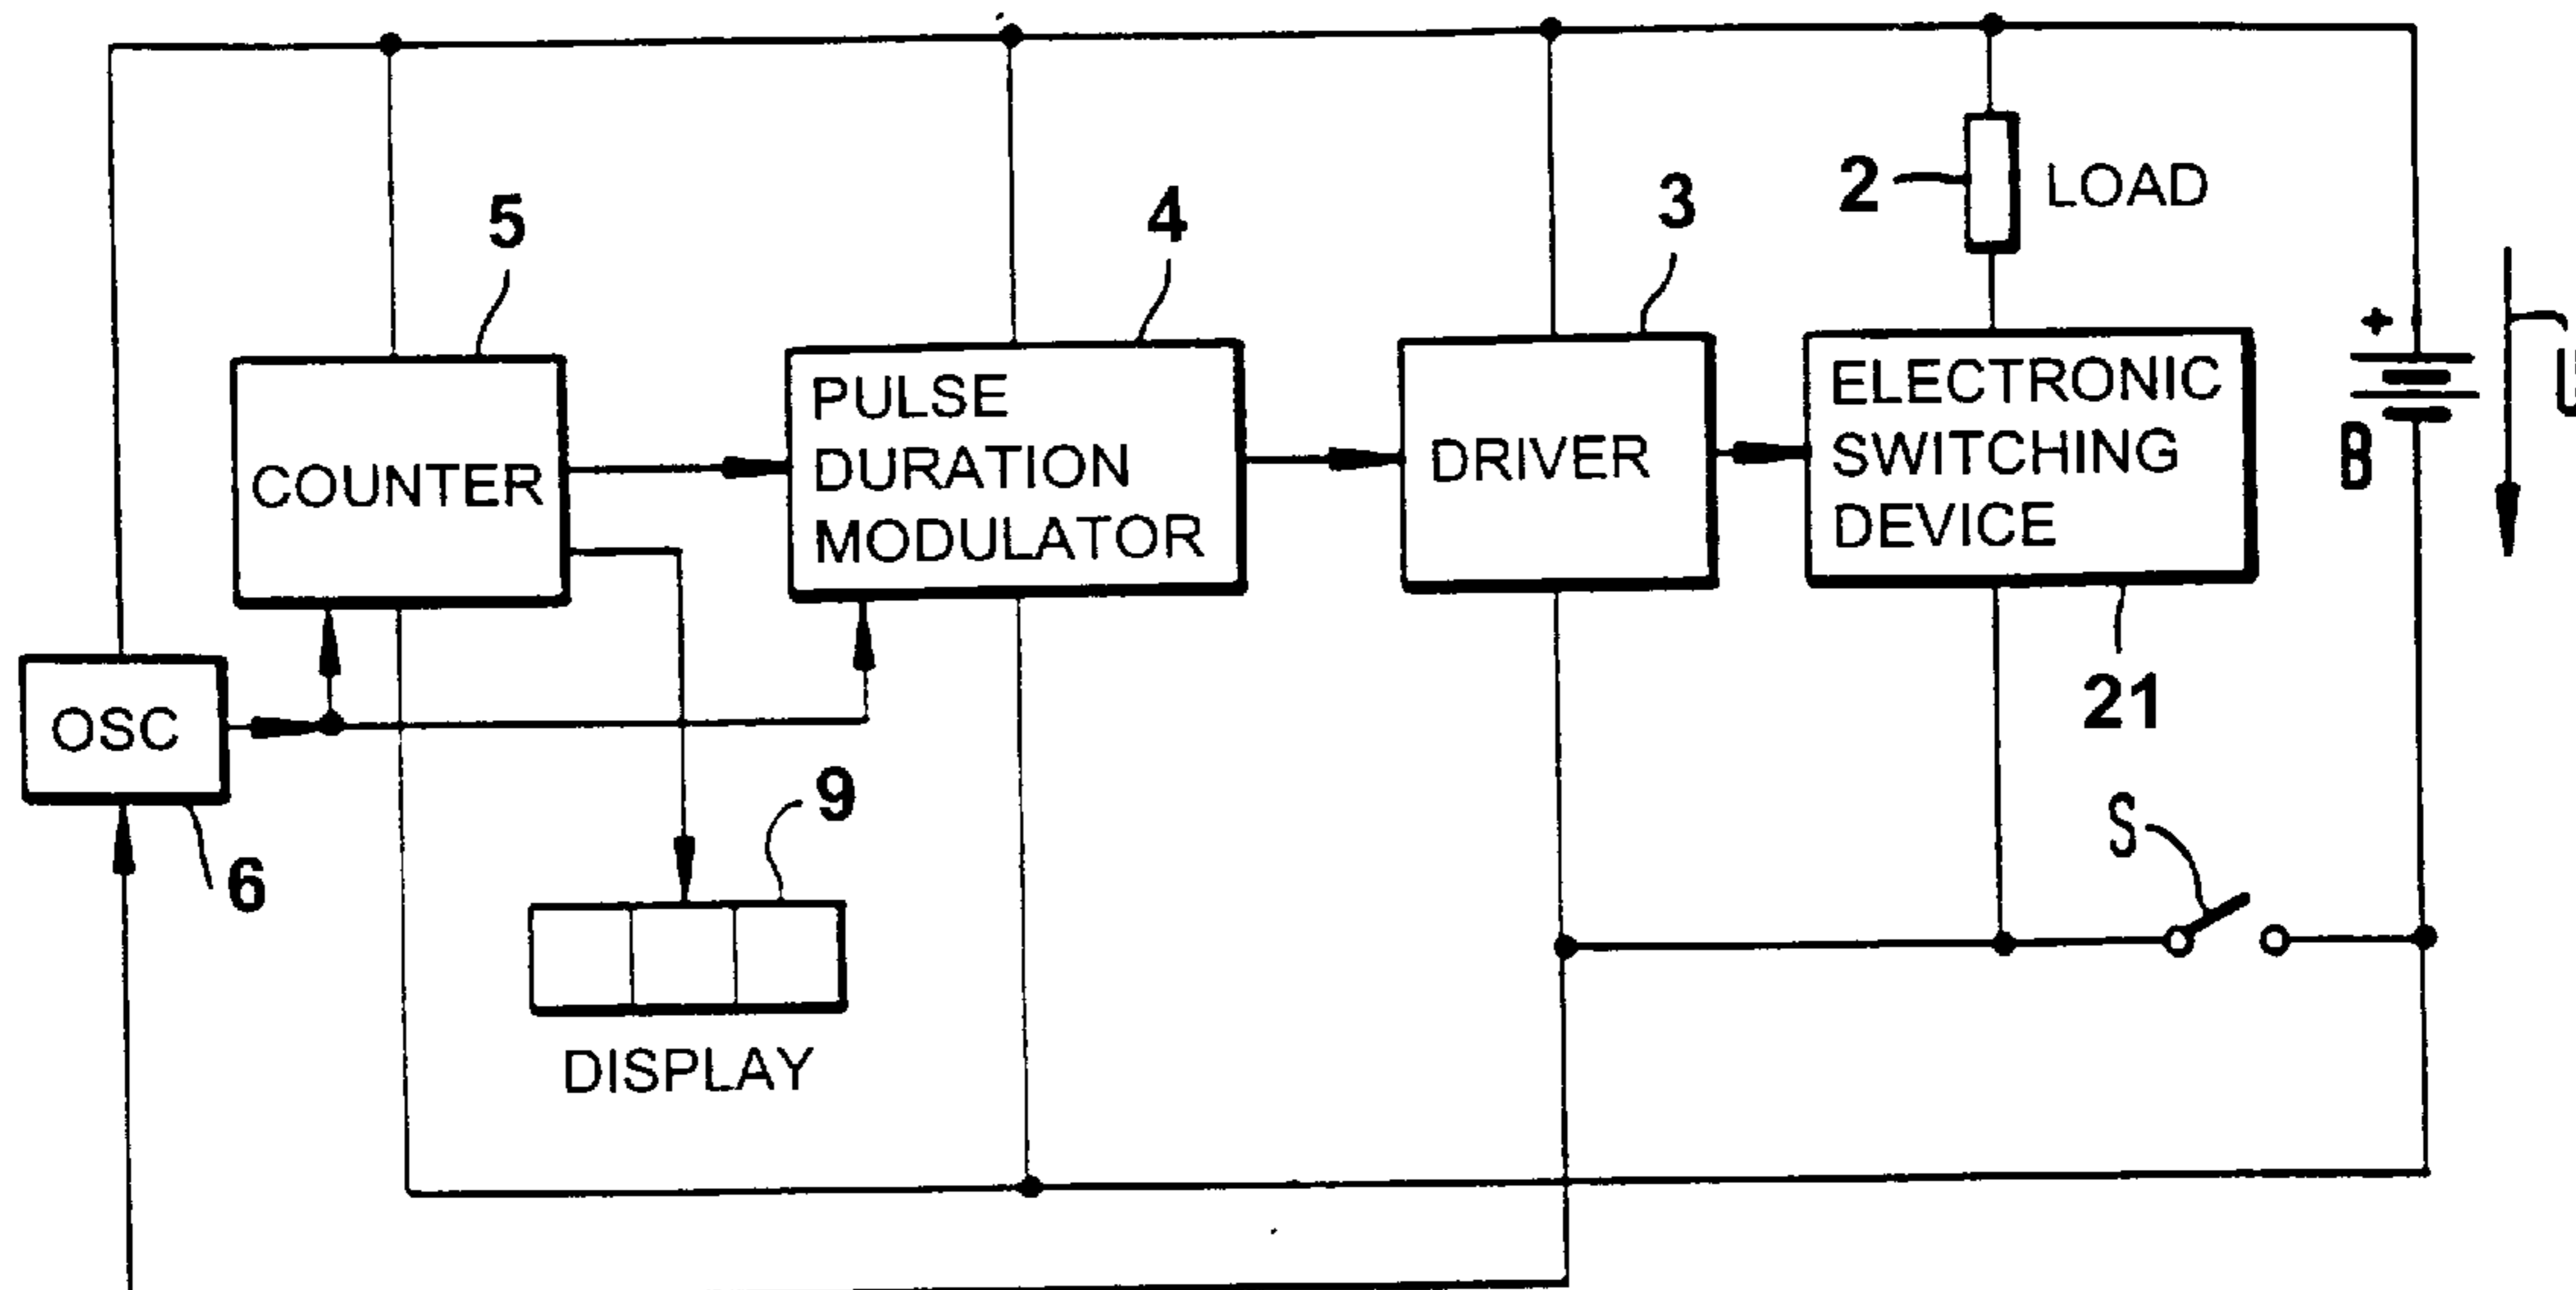 5
4
3
2
LOAD
+
U
B
COUNTER
PULSE
DURATION
MODULATOR
DRIVER
ELECTRONIC
SWITCHING
DEVICE
21
OSC
6
9
S
DISPLAY